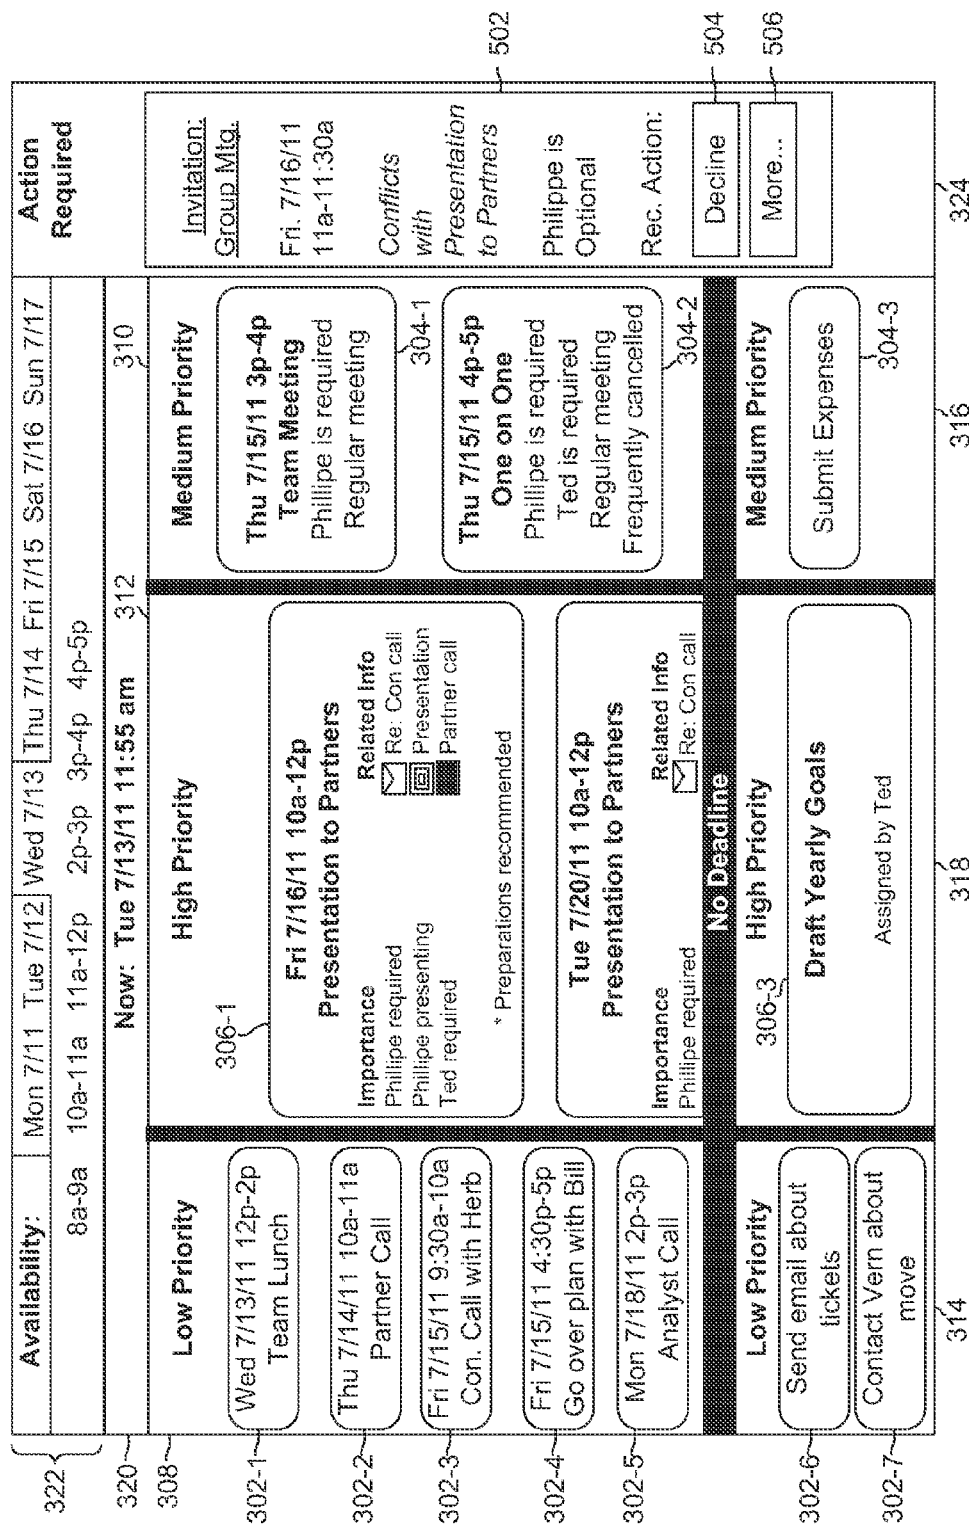 Availability:
Mon 7/11 Tue 7/12 Wed 7/13 Thu 7/14 Fri 7/15 Sat 7/16 Sun 7/17
8a-9a 10a-11a 11a-12p 2p-3p 3p-4p 4p-5p
Now: Tue 7/13/11 11:55 am
Low Priority
Wed 7/13/11 12p-2p
Team Lunch
Thu 7/14/11 10a-11a
Partner Call
Fri 7/15/11 9:30a-10a
Con. Call with Herb
Fri 7/15/11 4:30p-5p
Go over plan with Bill
Mon 7/18/11 2p-3p
Analyst Call
High Priority
Fri 7/16/11 10a-12p
Presentation to Partners
Importance
Phillipe required
Phillipe presenting
Ted required
Related Info
Re: Con call
Presentation
Partner call
* Preparations recommended
Tue 7/20/11 10a-12p
Presentation to Partners
Importance
Phillipe required
Related Info
Re: Con call
Medium Priority
Thu 7/15/11 3p-4p
Team Meeting
Phillipe is required
Regular meeting
Thu 7/15/11 4p-5p
One on One
Phillipe is required
Ted is required
Regular meeting
Frequently cancelled
No Deadline
Low Priority
Send email about
tickets
Contact Vern about
move
High Priority
Draft Yearly Goals
Assigned by Ted
Medium Priority
Submit Expenses
Action
Required
Invitation:
Group Mtg.
Fri. 7/16/11
11a-11:30a
Conflicts
with
Presentation
to Partners
Philippe is
Optional
Rec. Action:
Decline
More...
322
320
308
302-1
302-2
302-3
302-4
302-5
302-6
302-7
306-1
306-3
312
310
304-1
304-2
304-3
502
504
506
314
318
316
324